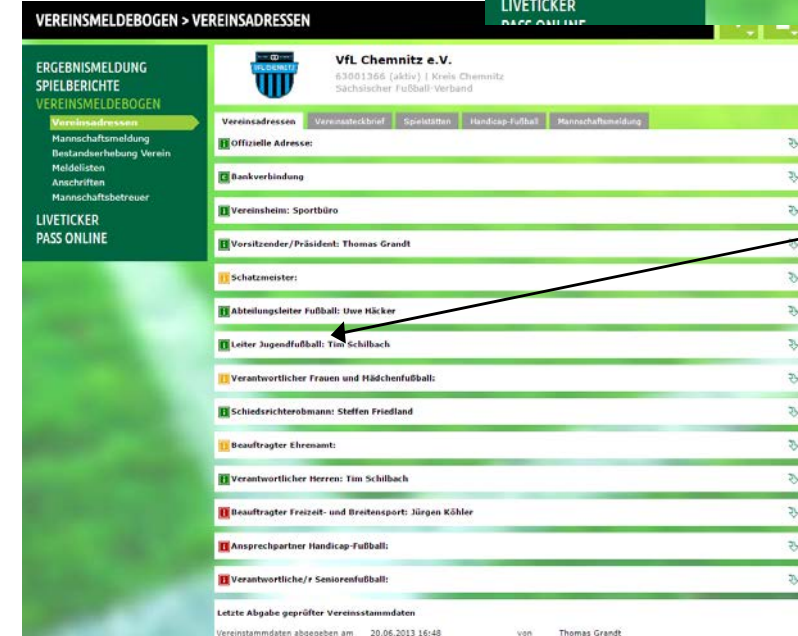 LIVETICKER
PASS ONLINE
VEREINSMELDEBOGEN > VEREINSADRESSEN
ERGEBNISMELDUNG
SPIELBERICHTE
VEREINSMELDEBOGEN
Vereinsadressen
Mannschaftsmeldung
Bestandserhebung Verein
Meldelisten
Anschriften
Mannschaftsbetreuer
LIVETICKER
PASS ONLINE
VfL Chemnitz e.V.
63001366 (aktiv) | Kreis Chemnitz
Sächsischer Fußball-Verband
Vereinsadressen Vereinssteckbrief Spielstätten Handicap-Fußball Mannschaftsmeldung
Offizielle Adresse:
Bankverbindung
Vereinsheim: Sportbüro
Vorsitzender/Präsident: Thomas Grandt
Schatzmeister:
Abteilungsleiter Fußball: Uwe Häcker
Leiter Jugendfußball: Tim Schilbach
Verantwortlicher Frauen und Mädchenfußball:
Schiedsrichterobmann: Steffen Friedland
Beauftragter Ehrenamt:
Verantwortlicher Herren: Tim Schilbach
Beauftragter Freizeit- und Breitensport: Jürgen Köhler
Ansprechpartner Handicap-Fußball:
Verantwortliche/r Seniorenfußball:
Letzte Abgabe geprüfter Vereinsstammdaten
Vereinstammdaten abgegeben am 20.06.2013 16:48 von Thomas Grandt